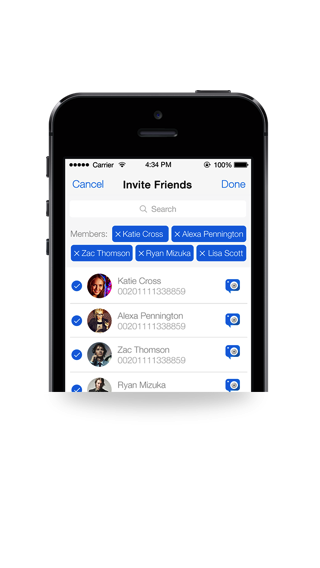 Carrier 4:34 PM 100%
Cancel Invite Friends Done
Search
Members: × Katie Cross × Alexa Pennington
× Zac Thomson × Ryan Mizuka × Lisa Scott
Katie Cross
00201111338859
Alexa Pennington
00201111338859
Zac Thomson
00201111338859
Ryan Mizuka